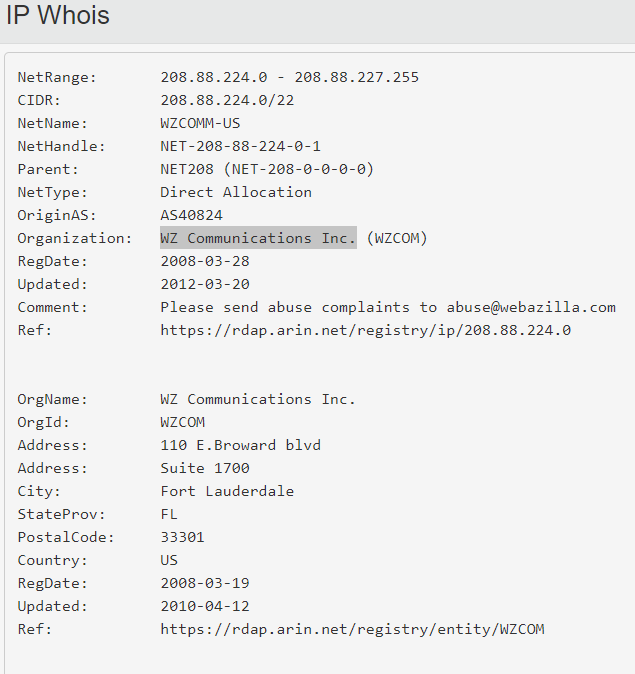 IP Whois
NetRange: 208.88.224.0 - 208.88.227.255
CIDR: 208.88.224.0/22
NetName: WZCOMM-US
NetHandle: NET-208-88-224-0-1
Parent: NET208 (NET-208-0-0-0-0)
NetType: Direct Allocation
OriginAS: AS40824
Organization: WZ Communications Inc. (WZCOM)
RegDate: 2008-03-28
Updated: 2012-03-20
Comment: Please send abuse complaints to abuse@webazilla.com
Ref: https://rdap.arin.net/registry/ip/208.88.224.0
OrgName: WZ Communications Inc.
OrgId: WZCOM
Address: 110 E.Broward blvd
Address: Suite 1700
City: Fort Lauderdale
StateProv: FL
PostalCode: 33301
Country: US
RegDate: 2008-03-19
Updated: 2010-04-12
Ref: https://rdap.arin.net/registry/entity/WZCOM